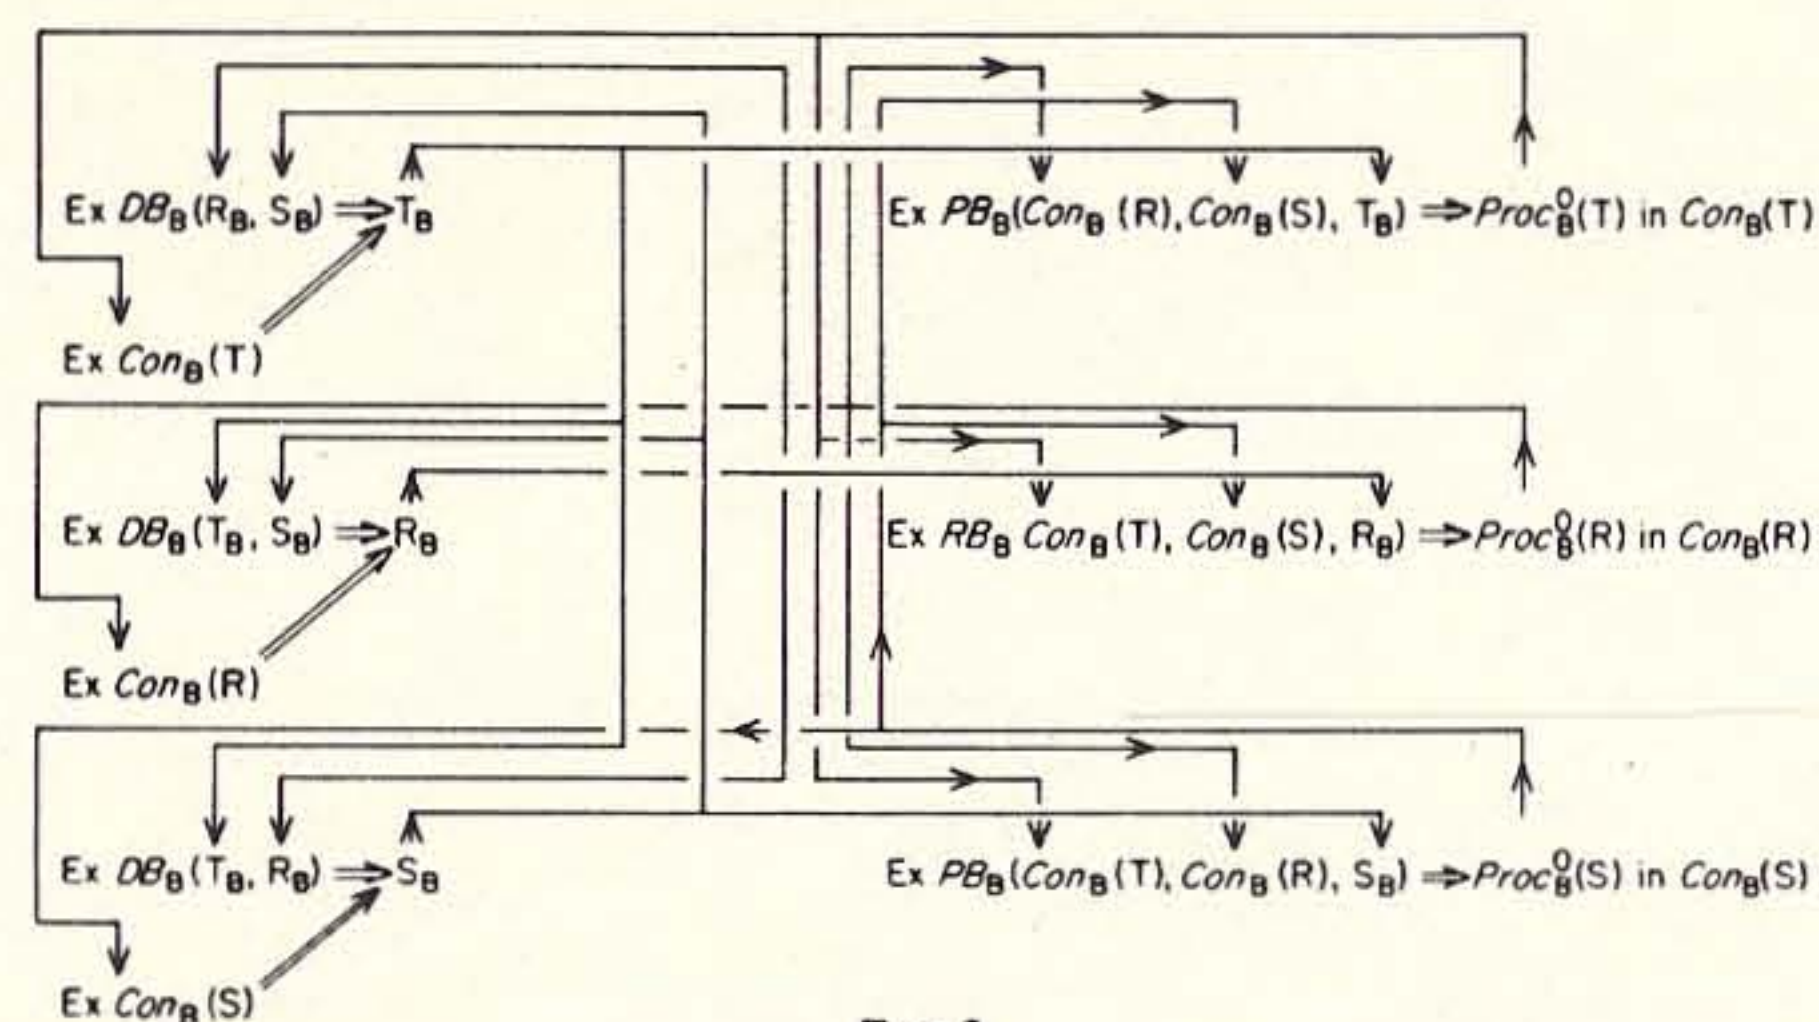 Ex DB_B(R_B, S_B) ⇒ T_B
Ex PB_B(Con_B (R), Con_B(S), T_B) ⇒ Proc^0_B(T) in Con_B(T)
Ex Con_B(T)
Ex DB_B(T_B, S_B) ⇒ R_B
Ex RB_B Con_B(T), Con_B(S), R_B) ⇒ Proc^0_B(R) in Con_B(R)
Ex Con_B(R)
Ex DB_B(T_B, R_B) ⇒ S_B
Ex PB_B(Con_B(T), Con_B(R), S_B) ⇒ Proc^0_B(S) in Con_B(S)
Ex Con_B(S)